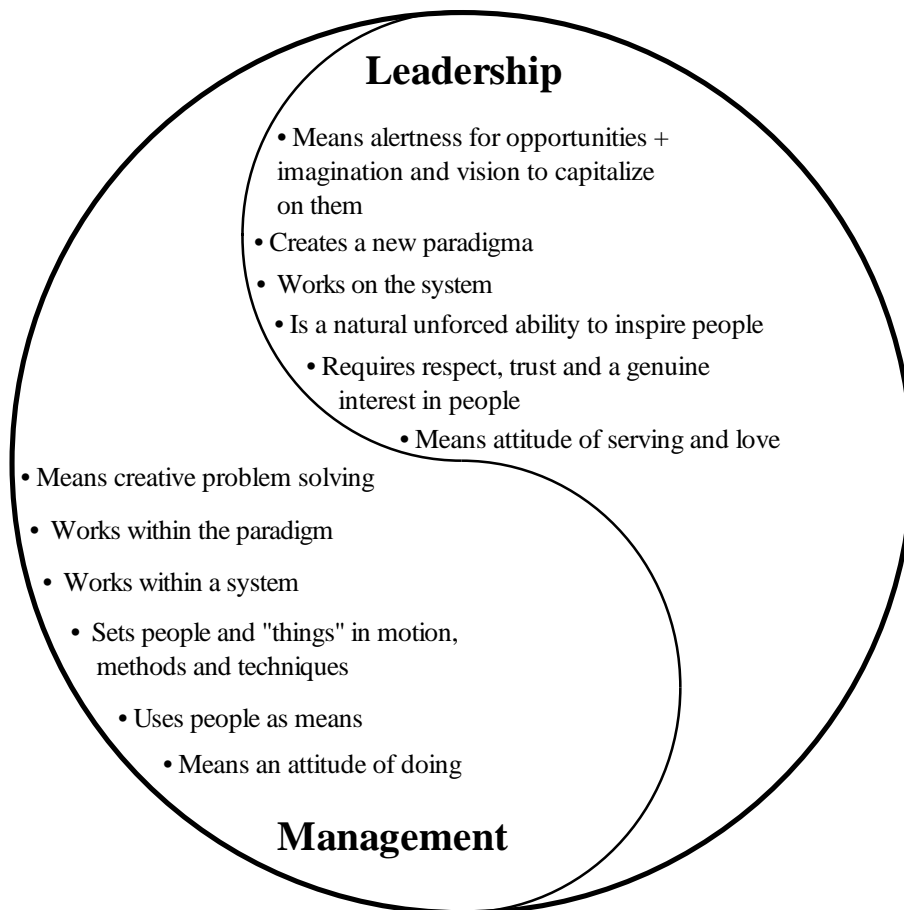 Leadership
• Means alertness for opportunities +
imagination and vision to capitalize
on them
• Creates a new paradigma
• Works on the system
• Is a natural unforced ability to inspire people
• Requires respect, trust and a genuine
interest in people
• Means attitude of serving and love
• Means creative problem solving
• Works within the paradigm
• Works within a system
• Sets people and "things" in motion,
methods and techniques
• Uses people as means
• Means an attitude of doing
Management